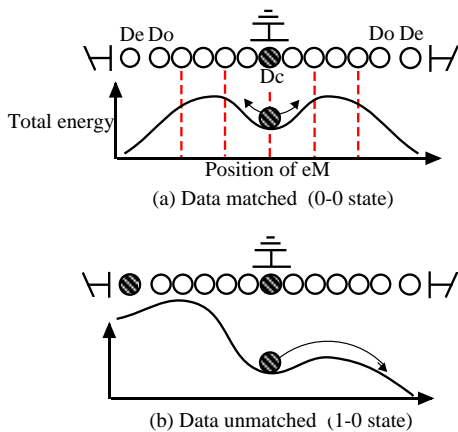 De Do Do De
Dc
Total energy
Position of eM
(a) Data matched (0-0 state)
(b) Data unmatched (1-0 state)